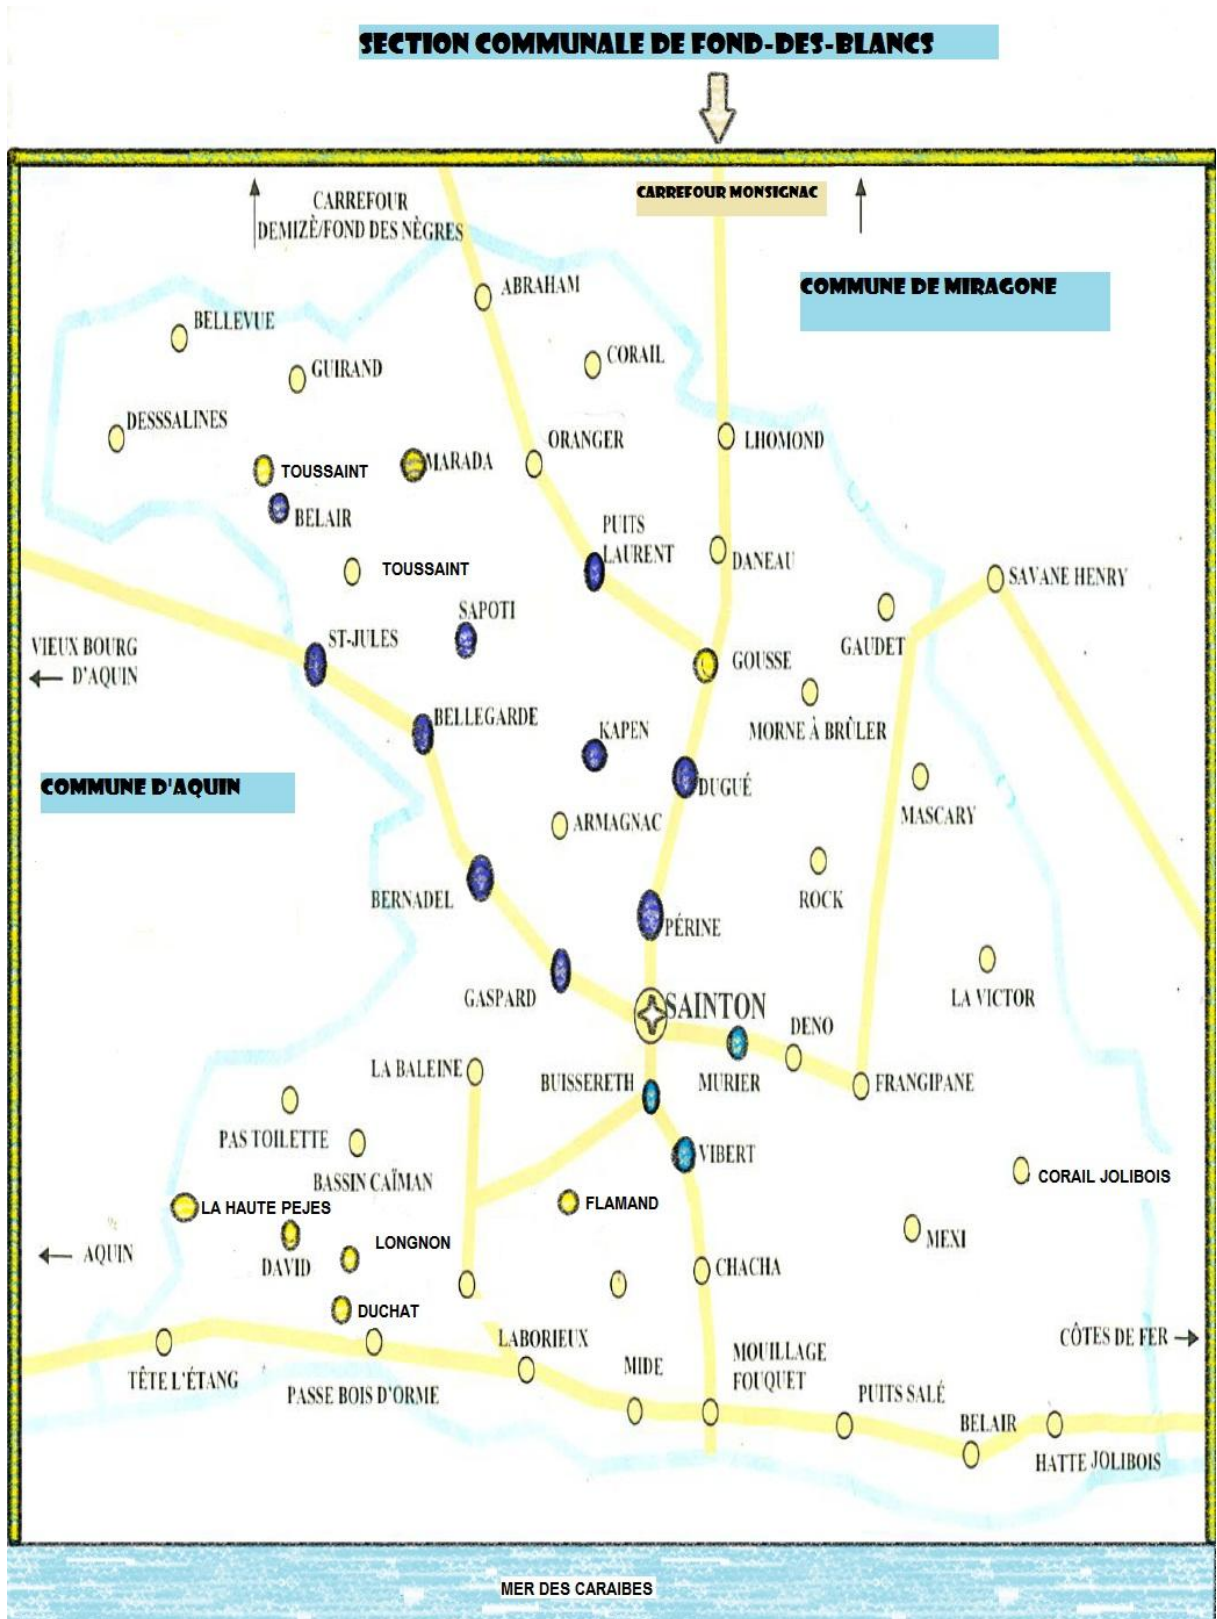 SECTION COMMUNALE DE FOND-DES-BLANCS
CARREFOUR MONSIGNAC
CARREFOUR
DEMIZÈ/FOND DES NÈGRES
COMMUNE DE MIRAGONE
ABRAHAM
BELLEVUE
CORAIL
GUIRAND
DESSSALINES
ORANGER
LHOMOND
MARADA
TOUSSAINT
BELAIR
PUITS
LAURENT
DANEAU
TOUSSAINT
SAVANE HENRY
SAPOTI
ST-JULES
GAUDET
VIEUX BOURG
D'AQUIN
GOUSSE
BELLEGARDE
KAPEN
MORNE À BRÛLER
COMMUNE D'AQUIN
DUGUÉ
MASCARY
ARMAGNAC
BERNADEL
ROCK
PÉRINE
GASPARD
SAINTON
LA VICTOR
DENO
LA BALEINE
BUISSERETH
MURIER
FRANGIPANE
PAS TOILETTE
VIBERT
BASSIN CAÏMAN
CORAIL JOLIBOIS
LA HAUTE PEJES
FLAMAND
LONGNON
MEXI
AQUIN
DAVID
CHACHA
DUCHAT
LABORIEUX
CÔTES DE FER
MOUILLAGE
FOUQUET
MIDE
TÊTE L'ÉTANG
PASSE BOIS D'ORME
PUITS SALÉ
BELAIR
HATTE JOLIBOIS
MER DES CARAIBES